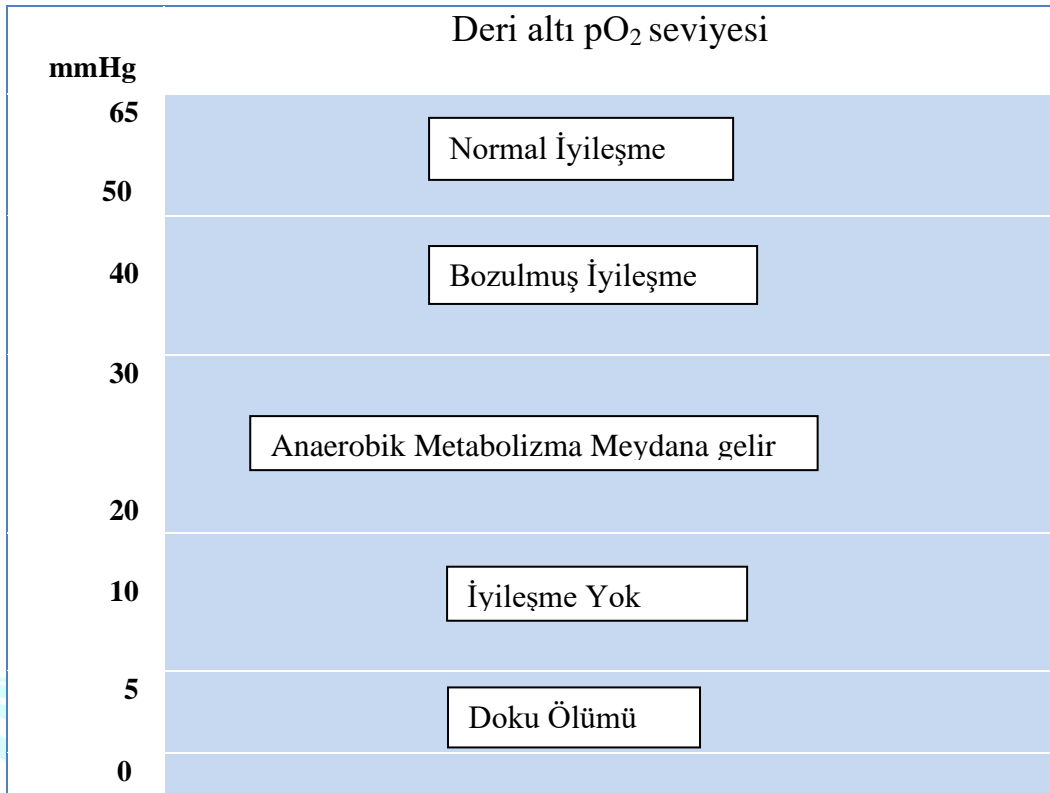 Deri altı pO₂ seviyesi
mmHg
65
Normal İyileşme
50
40
Bozulmuş İyileşme
30
Anaerobik Metabolizma Meydana gelir
20
10
İyileşme Yok
5
Doku Ölümü
0